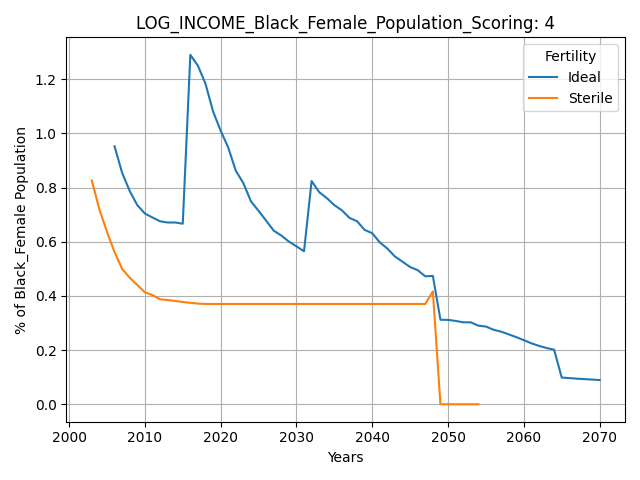 LOG_INCOME_Black_Female_Population_Scoring: 4
Fertility
Ideal
Sterile
% of Black_Female Population
1.2
1.0
0.8
0.6
0.4
0.2
0.0
2000 2010 2020 2030 2040 2050 2060 2070
Years